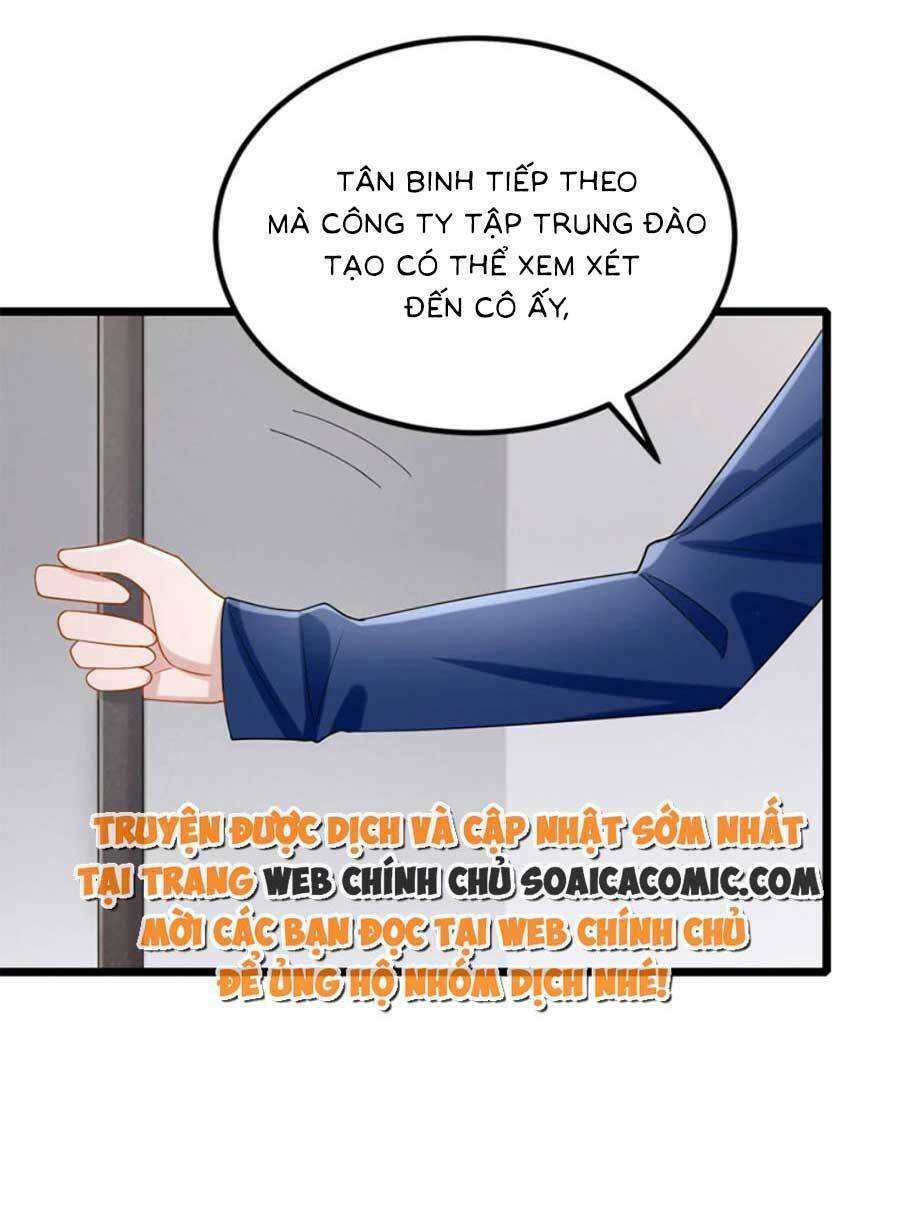 TÂN BINH TIẾP THEO
MÀ CÔNG TY TẬP TRUNG ĐÀO
TẠO CÓ THỂ XEM XÉT
ĐẾN CÔ ẤY,
TRUYỆN ĐƯỢC DỊCH VÀ CẬP NHẬT SỚM NHẤT
TẠI TRANG WEB CHÍNH CHỦ SOAICACOMIC.COM
MỜI CÁC BẠN ĐỌC TẠI WEB CHÍNH CHỦ
ĐỂ ỦNG HỘ NHÓM DỊCH NHÉ!